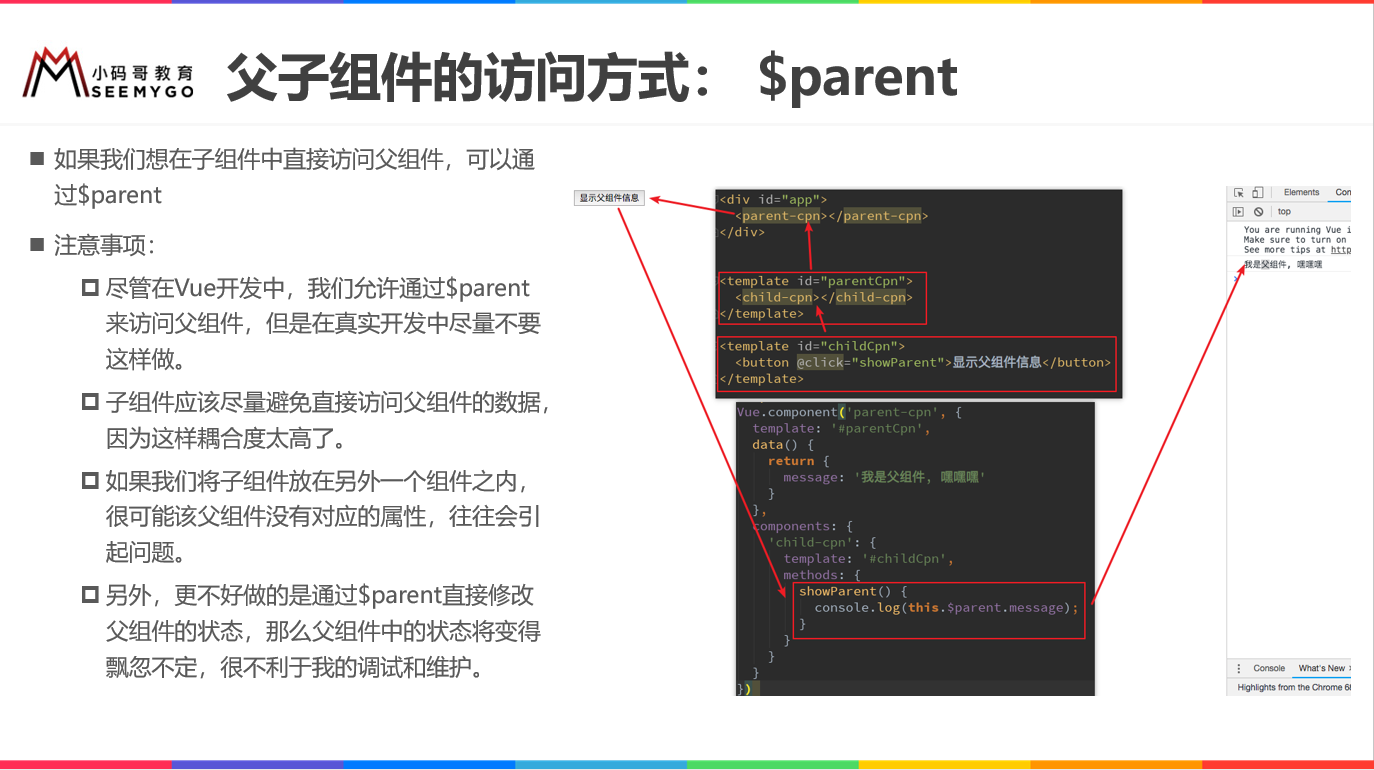 小码哥教育
SEEMYGO
父子组件的访问方式： $parent
■ 如果我们想在子组件中直接访问父组件，可以通
过$parent
■ 注意事项：
尽管在Vue开发中，我们允许通过$parent
来访问父组件，但是在真实开发中尽量不要
这样做。
子组件应该尽量避免直接访问父组件的数据，
因为这样耦合度太高了。
如果我们将子组件放在另外一个组件之内，
很可能该父组件没有对应的属性，往往会引
起问题。
另外，更不好做的是通过$parent直接修改
父组件的状态，那么父组件中的状态将变得
飘忽不定，很不利于我的调试和维护。
显示父组件信息
<div id="app">
<parent-cpn></parent-cpn>
</div>
<template id="parentCpn">
<child-cpn></child-cpn>
</template>
<template id="childCpn">
<button @click="showParent">显示父组件信息</button>
</template>
Vue.component('parent-cpn', {
template: '#parentCpn',
data() {
return {
message: '我是父组件, 嘿嘿嘿'
}
},
components: {
'child-cpn': {
template: '#childCpn',
methods: {
showParent() {
console.log(this.$parent.message);
}
}
}
}
})
Elements Con
top
You are running Vue i
Make sure to turn on
See more tips at http
我是父组件, 嘿嘿嘿
Console What's New
Highlights from the Chrome 68